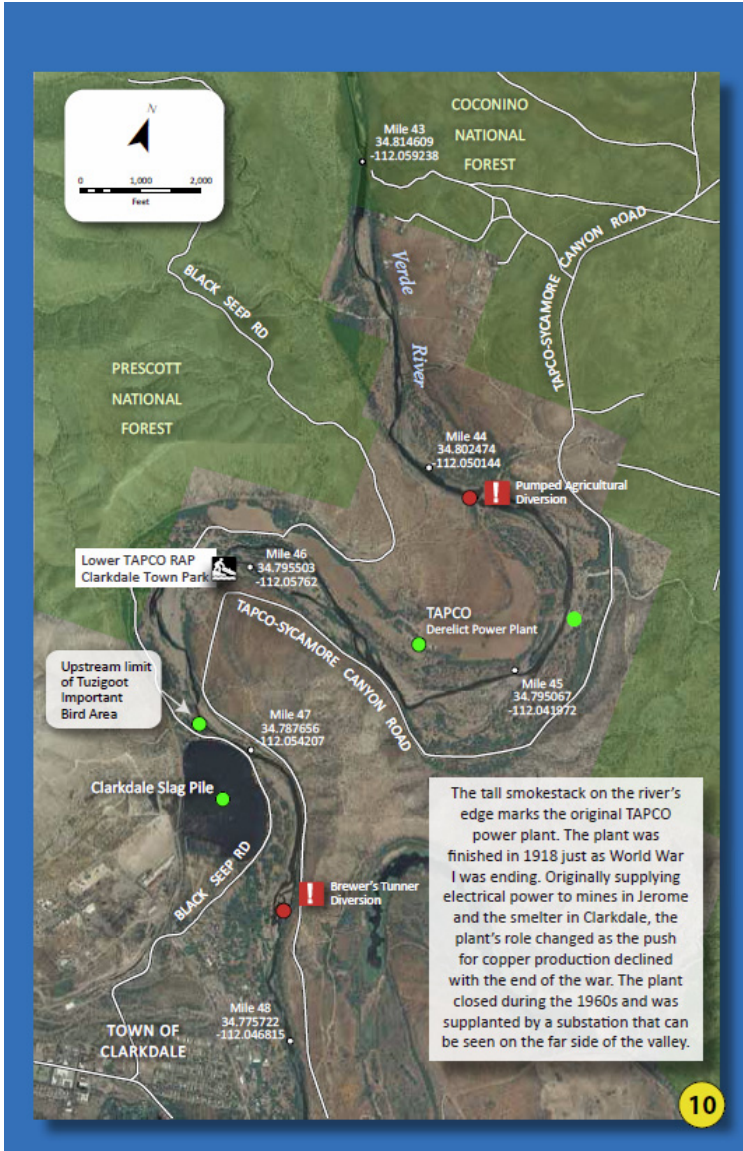 N
0 1,000 2,000
Feet
COCONINO
NATIONAL
FOREST
Mile 43
34.814609
-112.059238
TAPCO-SYCAMORE CANYON ROAD
Verde
River
BLACK SEEP RD
PRESCOTT
NATIONAL
FOREST
Mile 44
34.802474
-112.050144
! Pumped Agricultural
Diversion
Lower TAPCO RAP
Clarkdale Town Park
Mile 46
34.795503
-112.05762
TAPCO
Derelict Power Plant
TAPCO-SYCAMORE CANYON ROAD
Mile 45
34.795067
-112.041972
Upstream limit
of Tuzigoot
Important
Bird Area
Mile 47
34.787656
-112.054207
Clarkdale Slag Pile
BLACK SEEP RD
! Brewer's Tunner
Diversion
Mile 48
34.775722
-112.046815
TOWN OF
CLARKDALE
The tall smokestack on the river's
edge marks the original TAPCO
power plant. The plant was
finished in 1918 just as World War
I was ending. Originally supplying
electrical power to mines in Jerome
and the smelter in Clarkdale, the
plant's role changed as the push
for copper production declined
with the end of the war. The plant
closed during the 1960s and was
supplanted by a substation that can
be seen on the far side of the valley.
10